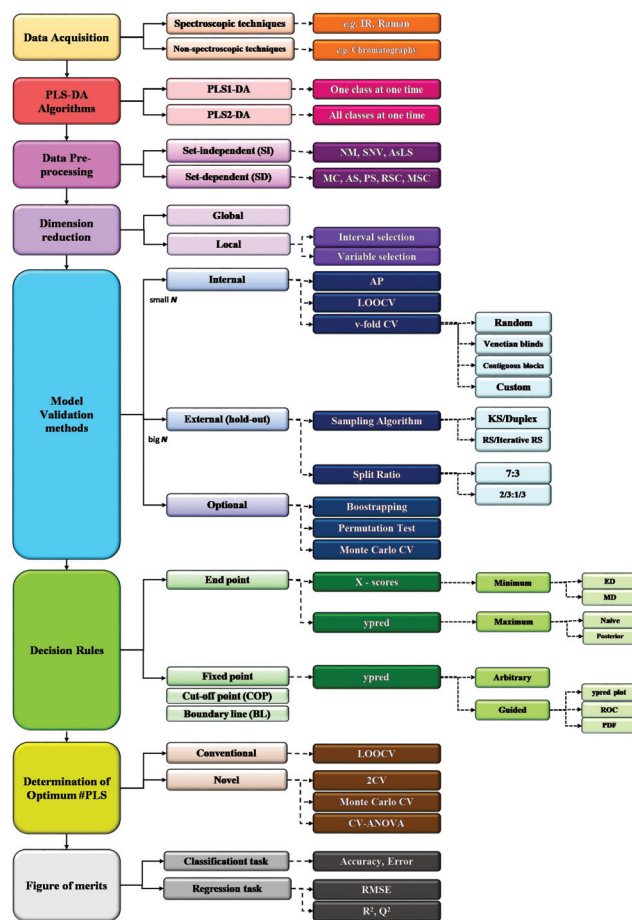 Data Acquisition
Spectroscopic techniques
e.g. IR. Raman
Non-spectroscopic techniques
e.g. Chromatography
PLS-DA
Algorithms
PLS1-DA
One class at one time
PLS2-DA
All classes at one time
Data Pre-
processing
Set-independent (SI)
NM, SNV, AsLS
Set-dependent (SD)
MC, AS, PS, RSC, MSC
Dimension
reduction
Global
Local
Interval selection
Variable selection
Model
Validation
methods
small N
Internal
AP
LOOCV
v-fold CV
Random
Venetian blinds
Contiguous blocks
Custom
big N
External (hold-out)
Sampling Algorithm
KS/Duplex
RS/Iterative RS
Split Ratio
7:3
2/3:1/3
Optional
Boostrapping
Permutation Test
Monte Carlo CV
Decision Rules
End point
X - scores
Minimum
ED
MD
ypred
Maximum
Naive
Posterior
Fixed point
Cut-off point (COP)
Boundary line (BL)
ypred
Arbitrary
Guided
ypred plot
ROC
PDF
Determination of
Optimum #PLS
Conventional
LOOCV
Novel
2CV
Monte Carlo CV
CV-ANOVA
Figure of merits
Classificationt task
Accuracy, Error
Regression task
RMSE
R², Q²